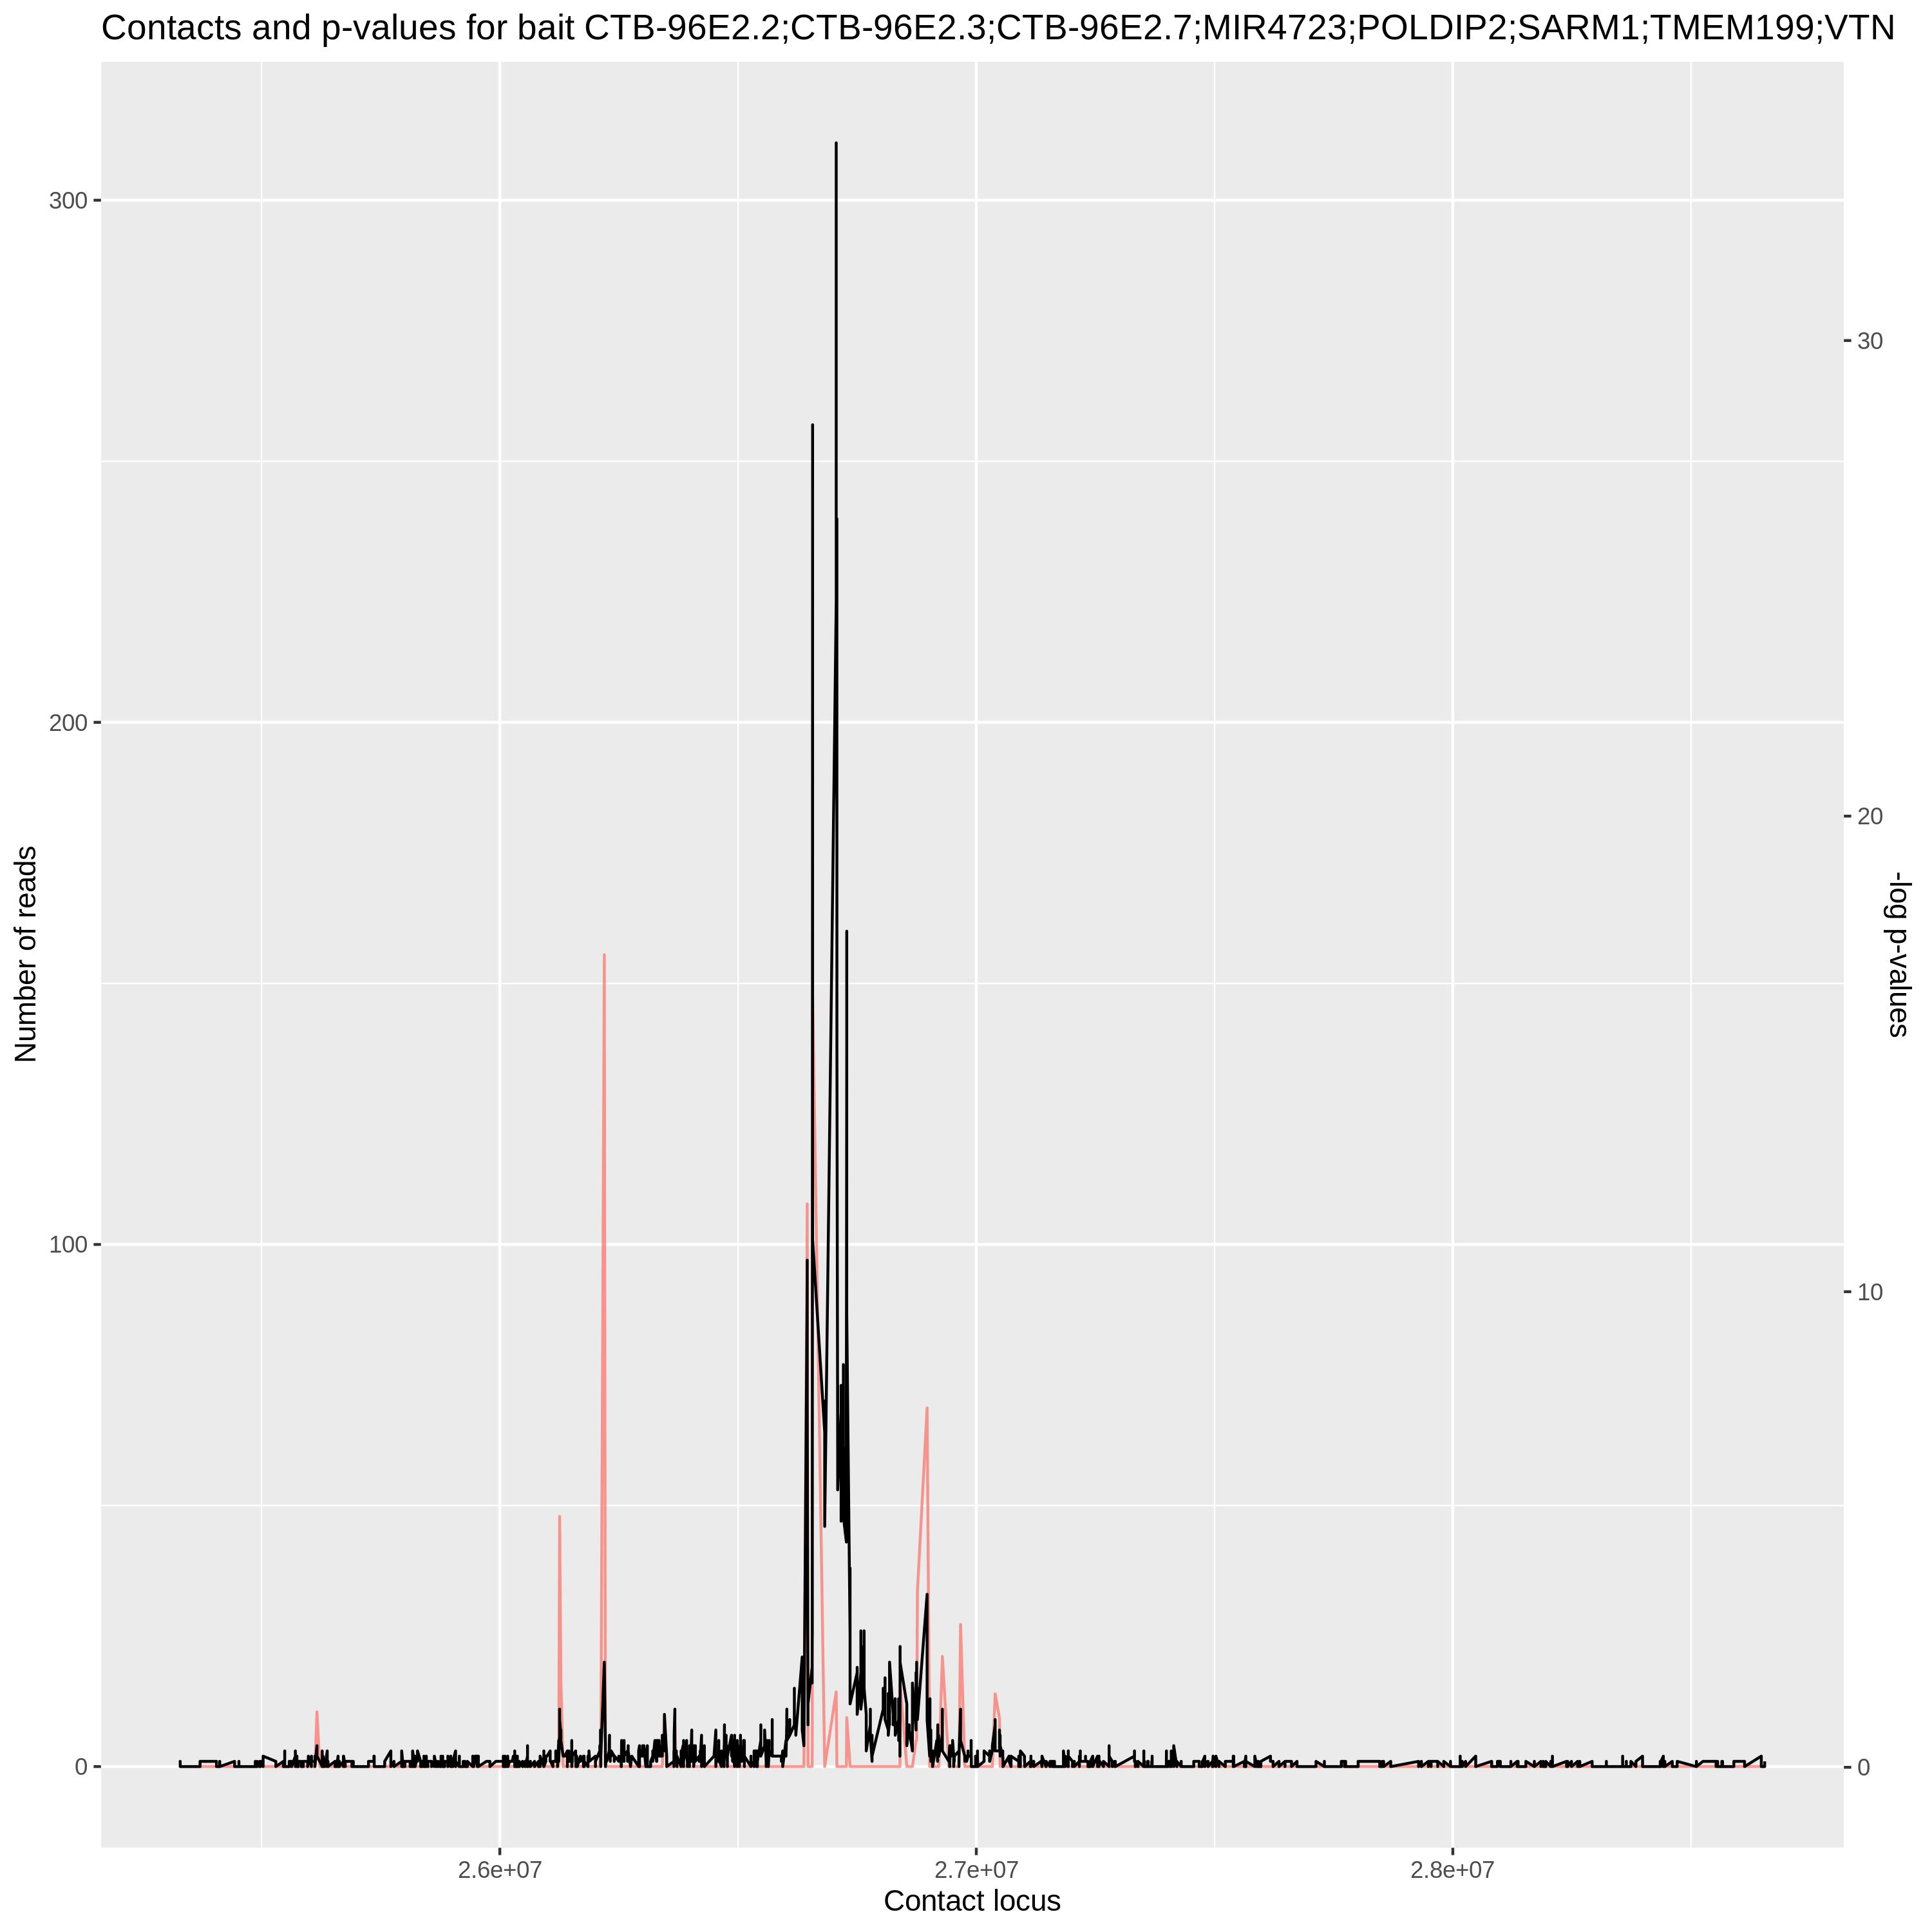 Contacts and p-values for bait CTB-96E2.2;CTB-96E2.3;CTB-96E2.7;MIR4723;POLDIP2;SARM1;TMEM199;VTN
300
200
100
0
Number of reads
30
20
10
0
-log p-values
2.6e+07
2.7e+07
2.8e+07
Contact locus